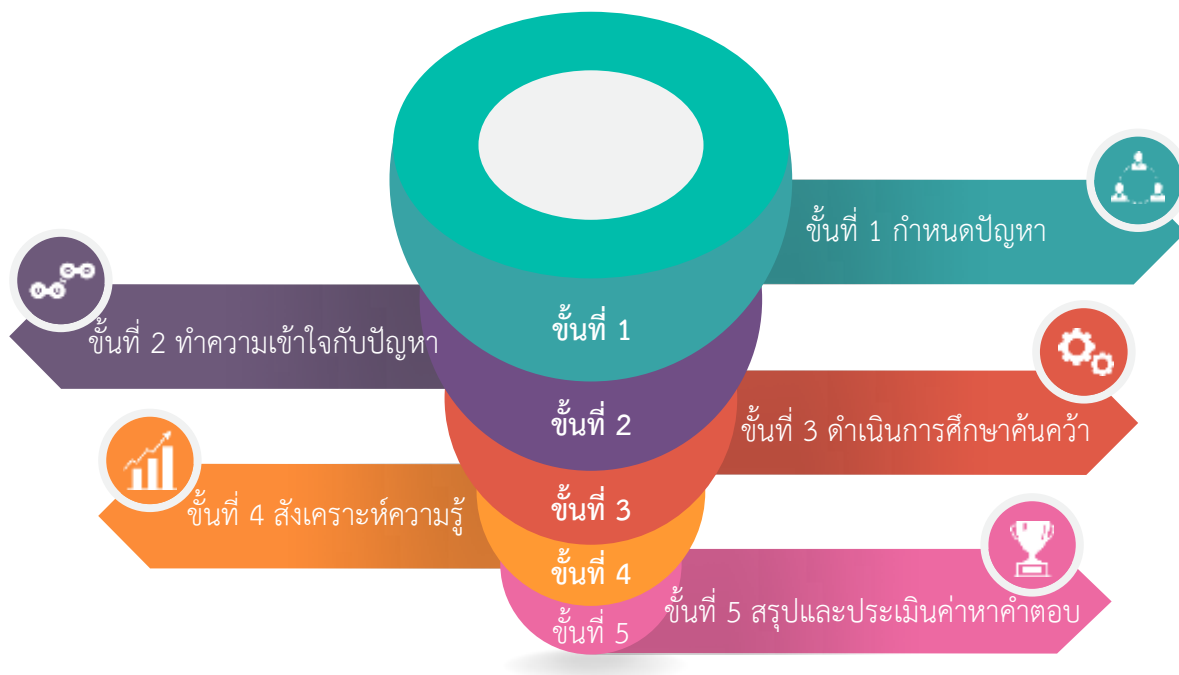 ขั้นที่ 1 กำหนดปัญหา
ขั้นที่ 1
ขั้นที่ 2 ทำความเข้าใจกับปัญหา
ขั้นที่ 2
ขั้นที่ 3 ดำเนินการศึกษาค้นคว้า
ขั้นที่ 3
ขั้นที่ 4 สังเคราะห์ความรู้
ขั้นที่ 4
ขั้นที่ 5 สรุปและประเมินค่าหาคำตอบ
ขั้นที่ 5